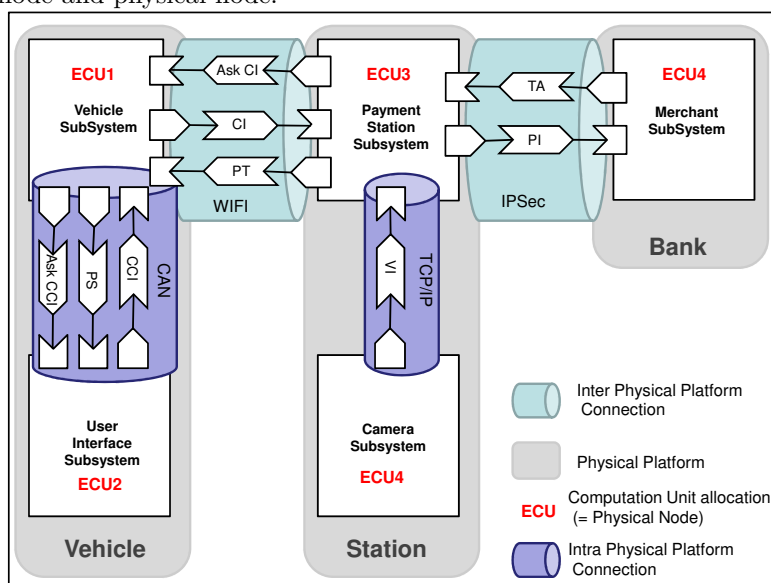 node and physical node.
ECU1
Vehicle
SubSystem
Ask CI
CI
PT
WIFI
ECU3
Payment
Station
Subsystem
TA
PI
IPSec
ECU4
Merchant
SubSystem
Bank
Ask CCI
PS
CCI
CAN
VI
TCP/IP
User
Interface
Subsystem
ECU2
Vehicle
Camera
Subsystem
ECU4
Station
Inter Physical Platform
Connection
Physical Platform
ECU Computation Unit allocation
(= Physical Node)
Intra Physical Platform
Connection